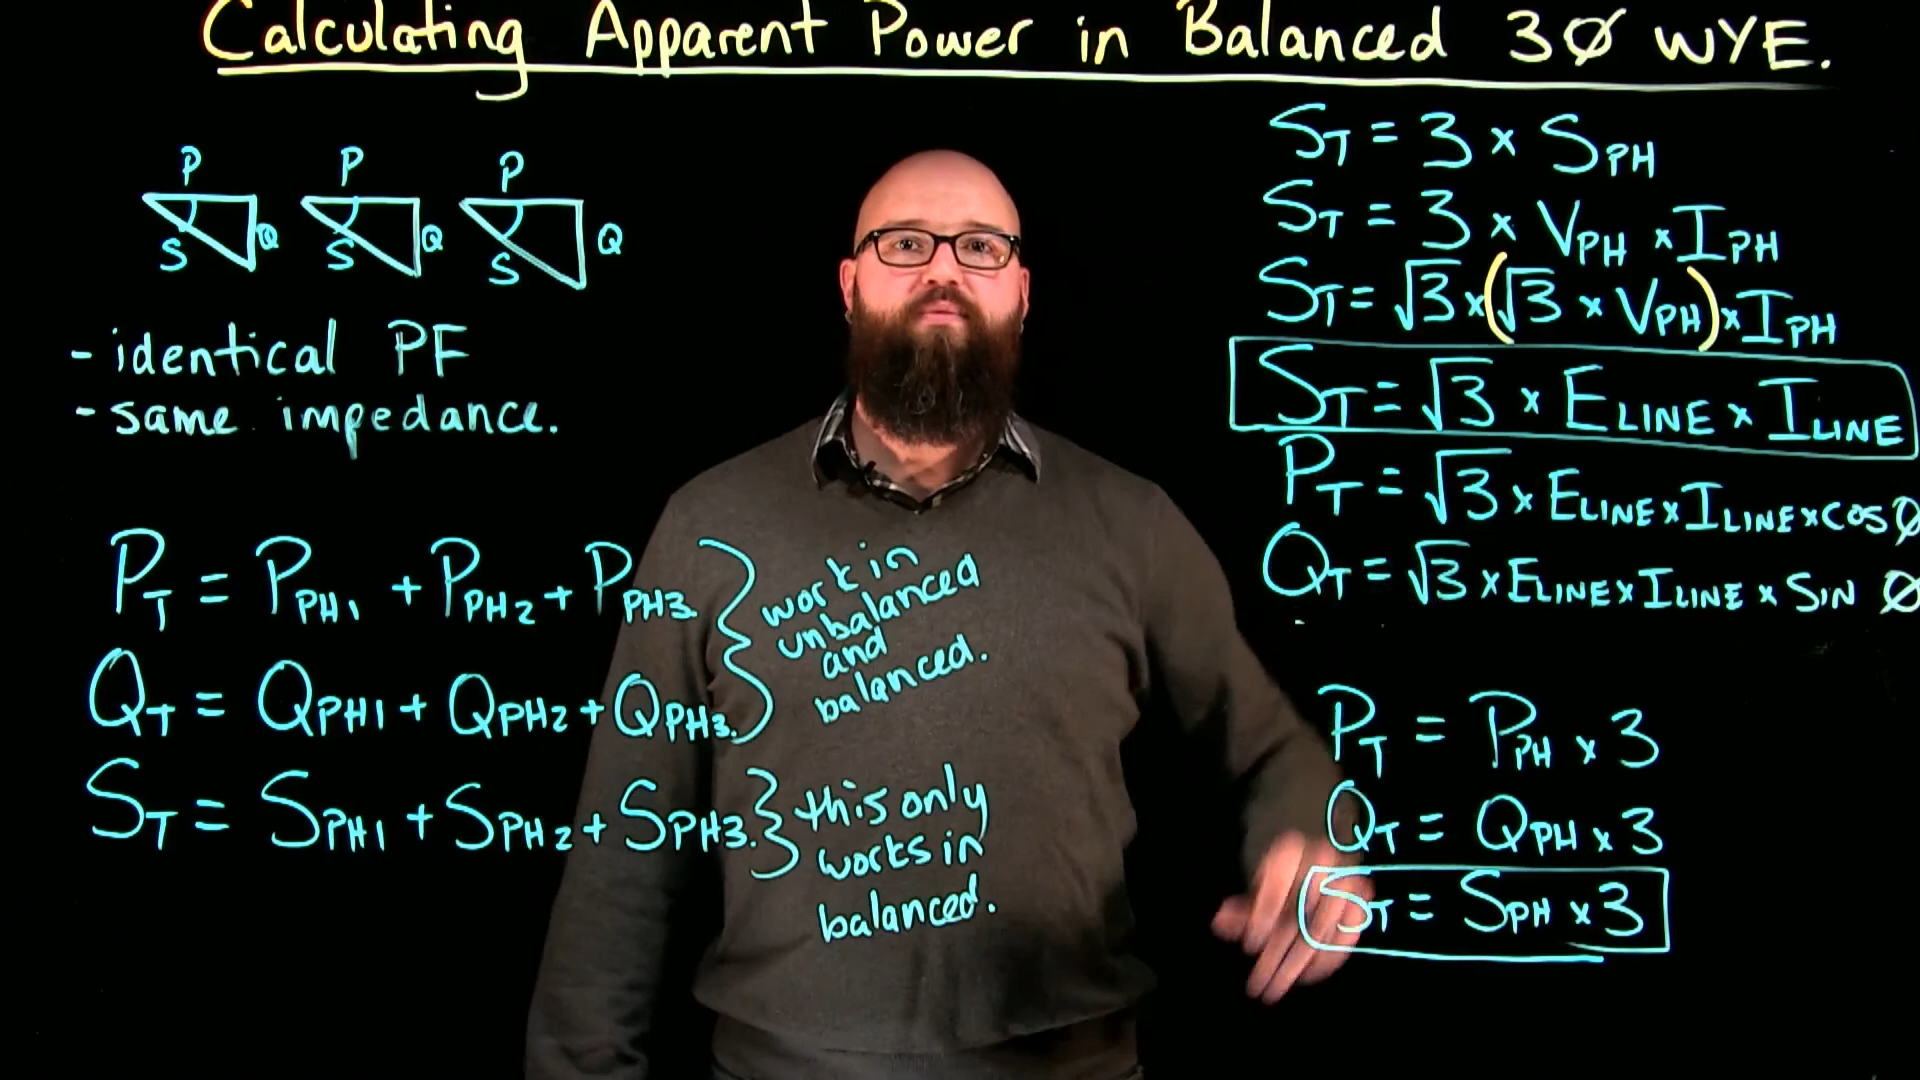 Calculating Apparent Power in Balanced 3Ø WYE.
P P P
S Q S Q S Q
- identical PF
- same impedance.
PT = PPH1 + PPH2 + PPH3.
QT = QPH1 + QPH2 + QPH3.
ST = SPH1 + SPH2 + SPH3.
work in
unbalanced
and
balanced.
this only
works in
balanced.
ST = 3 × SPH
ST = 3 × VPH × IPH
ST = √3 × (√3 × VPH) × IPH
ST = √3 × ELINE × ILINE
PT = √3 × ELINE × ILINE × COS Ø
QT = √3 × ELINE × ILINE × SIN Ø
PT = PPH × 3
QT = QPH × 3
ST = SPH × 3